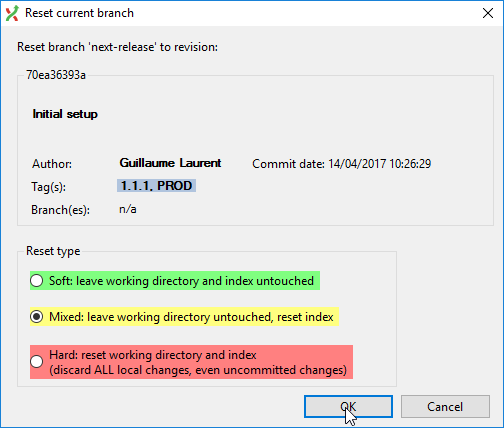 Reset current branch
Reset branch 'next-release' to revision:
70ea36393a
Initial setup
Author: Guillaume Laurent Commit date: 14/04/2017 10:26:29
Tag(s): 1.1.1, PROD
Branch(es): n/a
Reset type
Soft: leave working directory and index untouched
Mixed: leave working directory untouched, reset index
Hard: reset working directory and index
(discard ALL local changes, even uncommitted changes)
OK Cancel